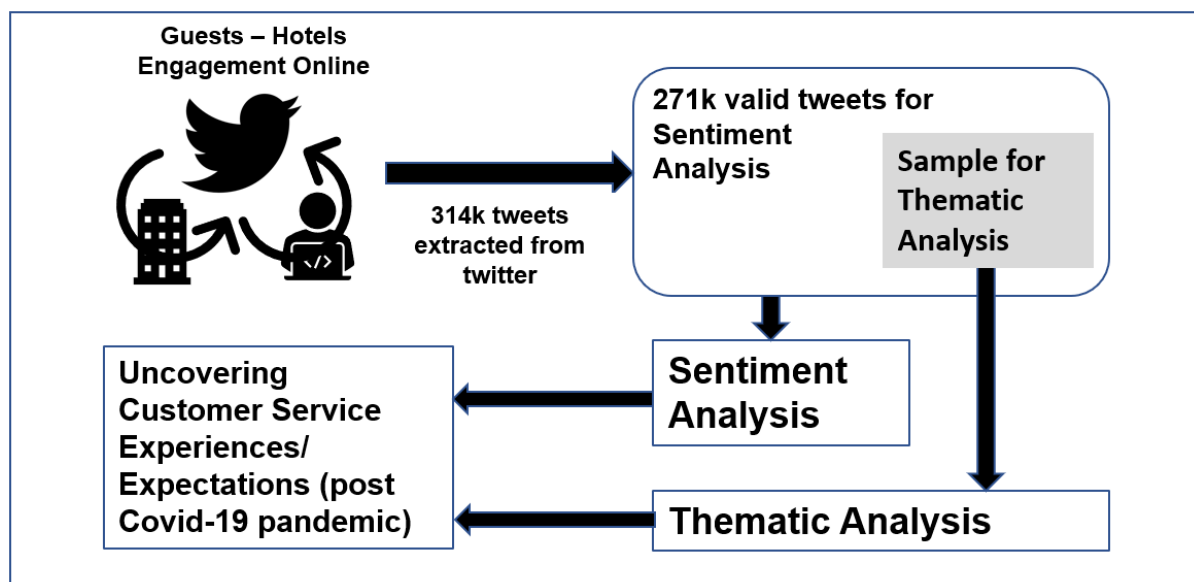 Guests – Hotels
Engagement Online
</>
314k tweets
extracted from
twitter
271k valid tweets for
Sentiment
Analysis
Sample for
Thematic
Analysis
Sentiment
Analysis
Thematic Analysis
Uncovering
Customer Service
Experiences/
Expectations (post
Covid-19 pandemic)